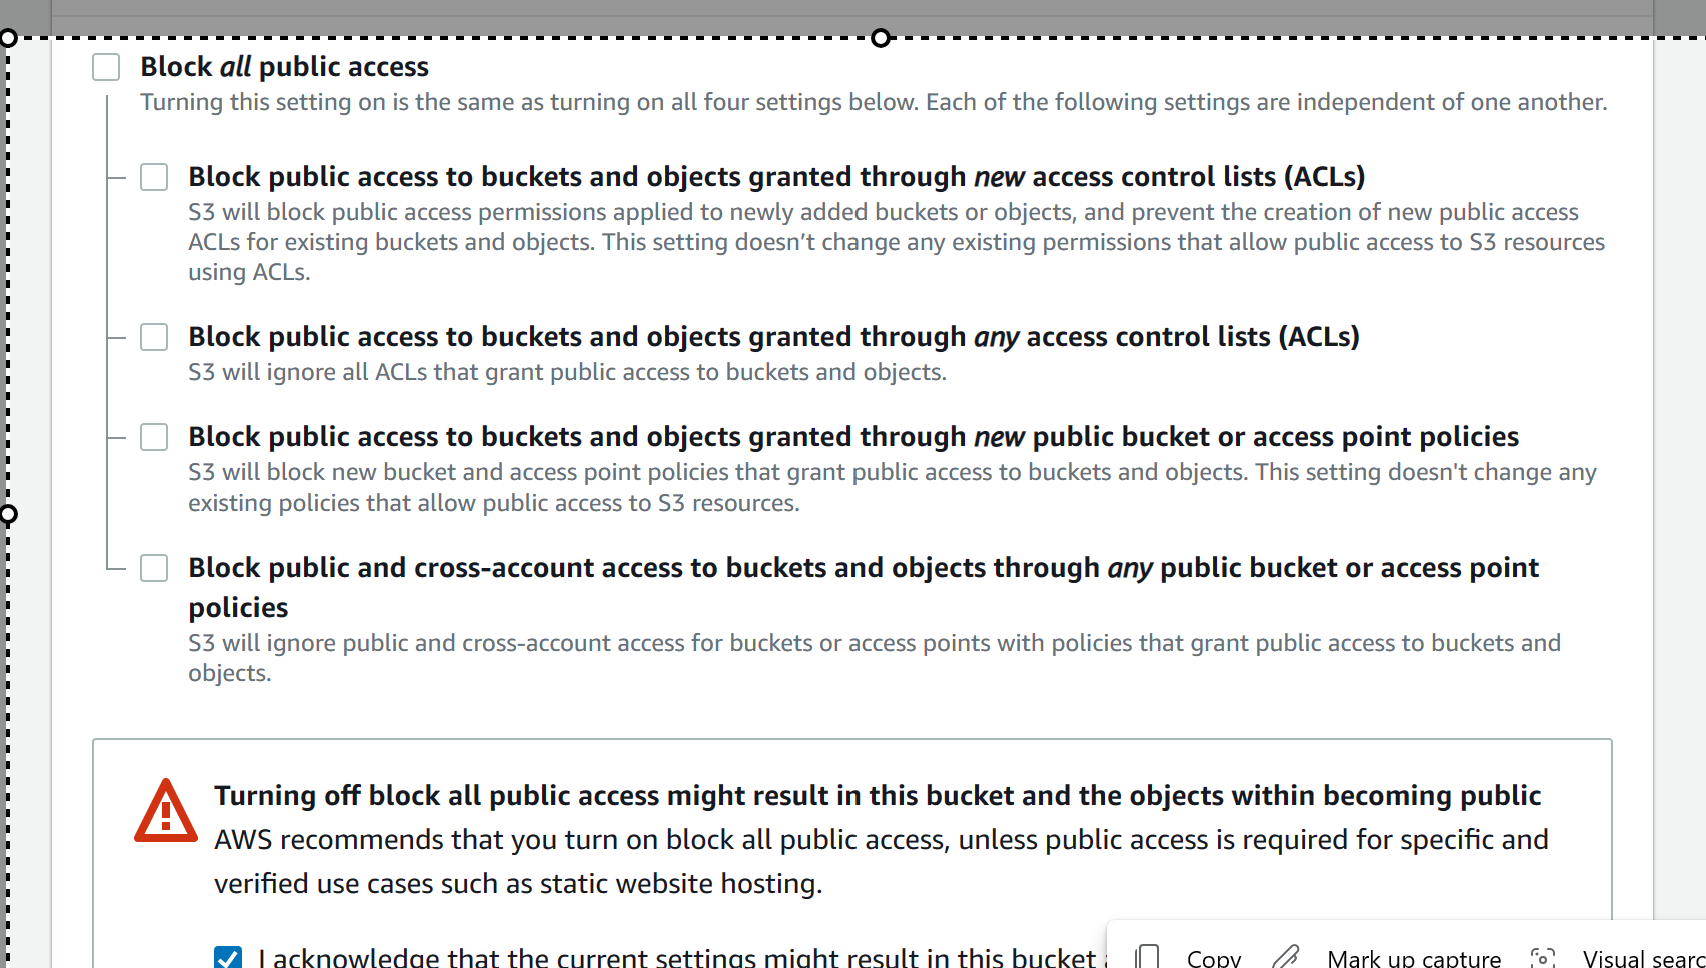 Block all public access
Turning this setting on is the same as turning on all four settings below. Each of the following settings are independent of one another.
Block public access to buckets and objects granted through new access control lists (ACLs)
S3 will block public access permissions applied to newly added buckets or objects, and prevent the creation of new public access
ACLs for existing buckets and objects. This setting doesn’t change any existing permissions that allow public access to S3 resources
using ACLs.
Block public access to buckets and objects granted through any access control lists (ACLs)
S3 will ignore all ACLs that grant public access to buckets and objects.
Block public access to buckets and objects granted through new public bucket or access point policies
S3 will block new bucket and access point policies that grant public access to buckets and objects. This setting doesn't change any
existing policies that allow public access to S3 resources.
Block public and cross-account access to buckets and objects through any public bucket or access point
policies
S3 will ignore public and cross-account access for buckets or access points with policies that grant public access to buckets and
objects.
Turning off block all public access might result in this bucket and the objects within becoming public
AWS recommends that you turn on block all public access, unless public access is required for specific and
verified use cases such as static website hosting.
I acknowledge that the current settings might result in this bucket
Copy Mark up capture Visual searc